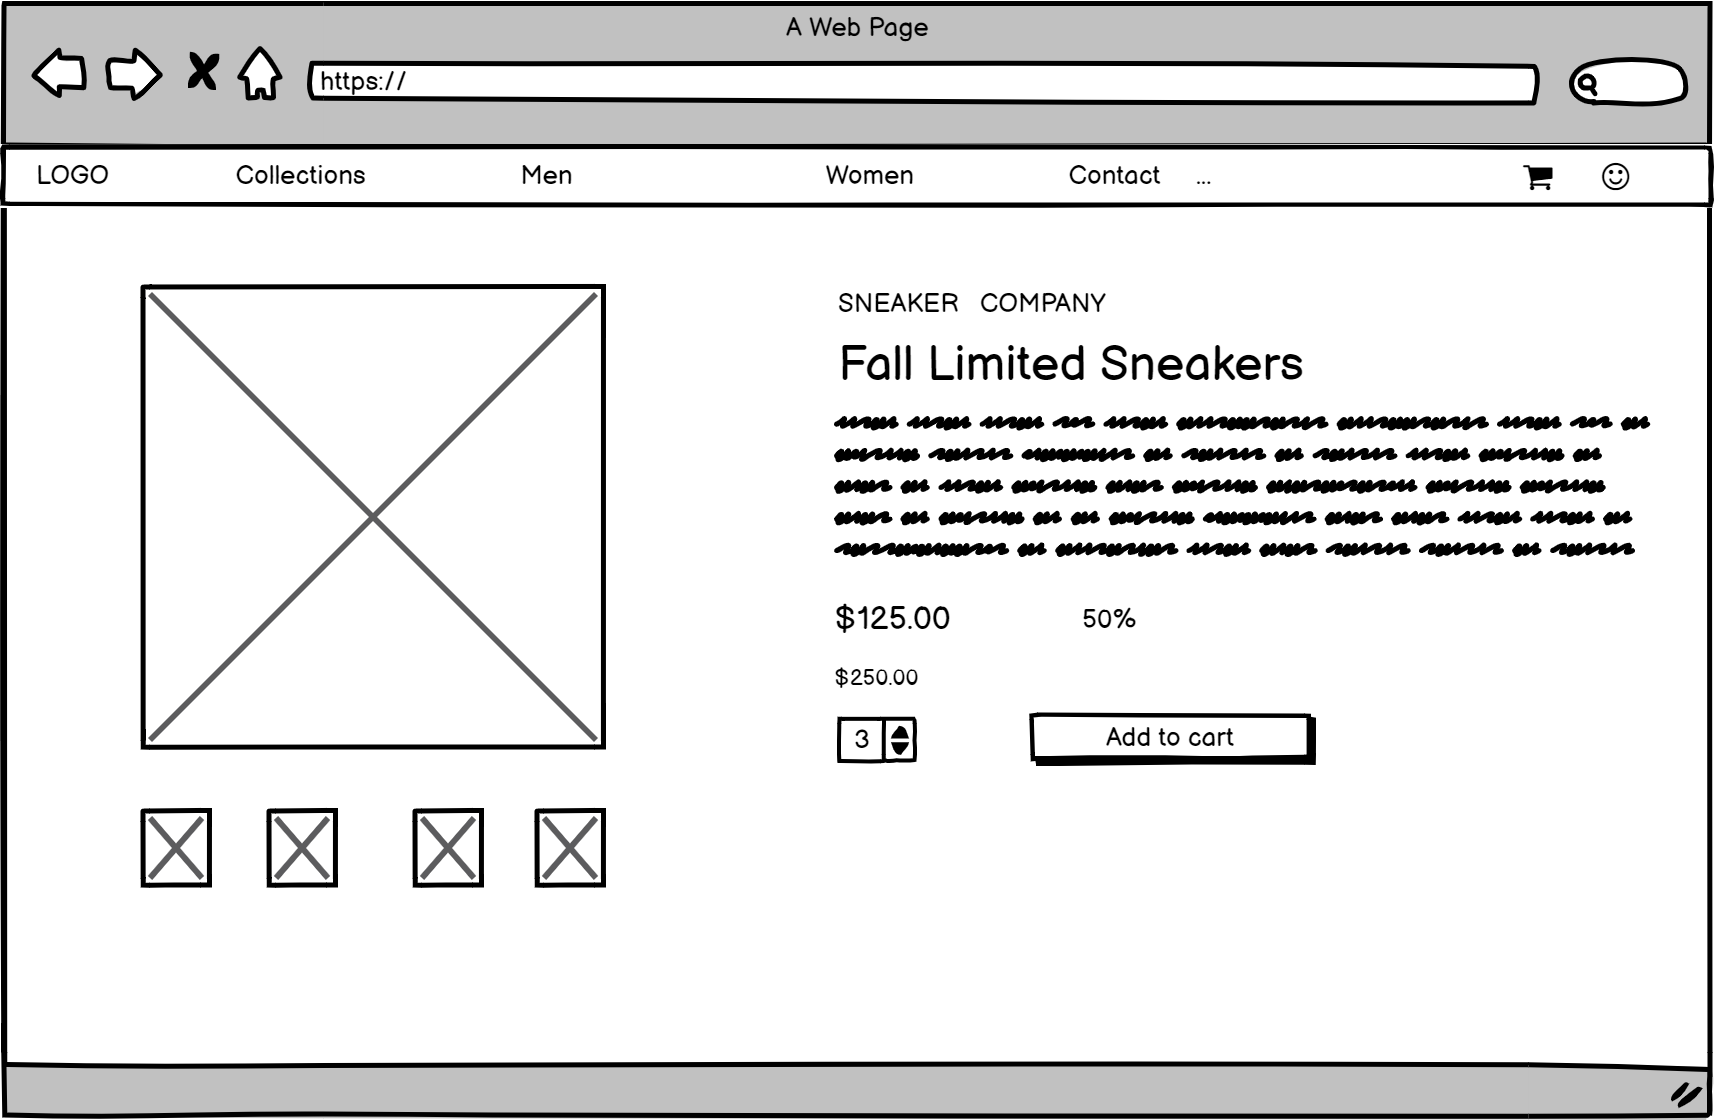 A Web Page
https://
LOGO Collections Men Women Contact ...
SNEAKER COMPANY
Fall Limited Sneakers
$125.00 50%
$250.00
3 Add to cart